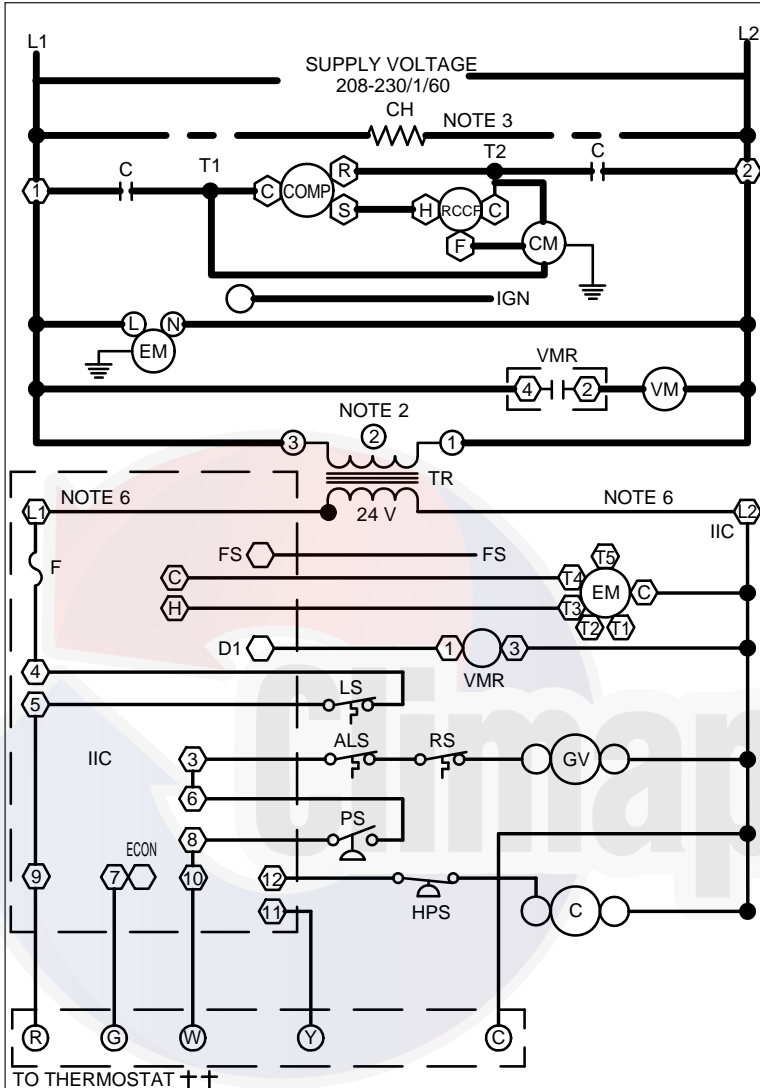 L1 L2
SUPPLY VOLTAGE
208-230/1/60
CH NOTE 3
C T1 T2 C
1 C COMP R 2
S H RCCF C
F CM
IGN
L N
EM
VMR
4 2 VM
NOTE 2
3 2 1
TR
L1 NOTE 6 24 V NOTE 6 L2
IIC
F FS FS T5
C T4 EM C
H T3
T2 T1
D1 1 3
VMR
4
5 LS
IIC 3 ALS RS GV
6
8 PS
ECON
9 7 10 12
HPS C
11
R G W Y C
TO THERMOSTAT ††
Climap